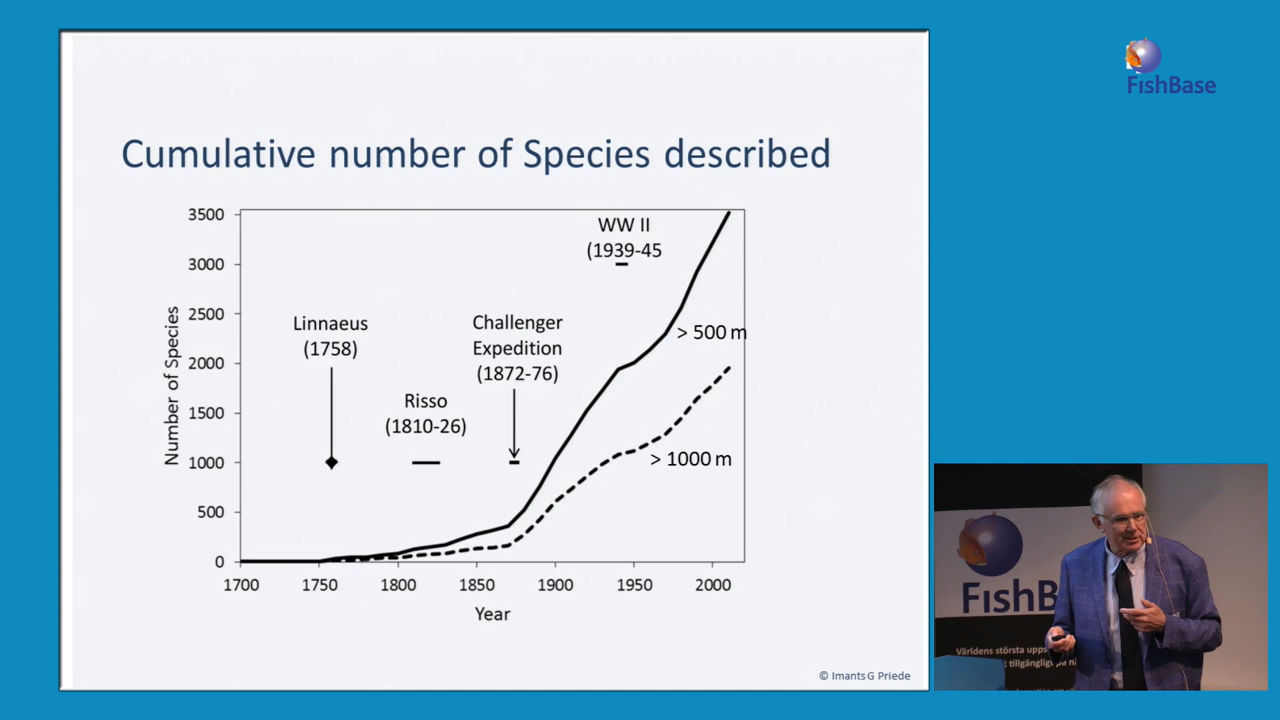 FishBase
Cumulative number of Species described
3500
3000
2500
2000
1500
1000
500
0
Number of Species
1700
1750
1800
1850
1900
1950
2000
Year
Linnaeus
(1758)
Risso
(1810-26)
Challenger
Expedition
(1872-76)
WW II
(1939-45
> 500 m
> 1000 m
© Imants G Priede
FishB
Världens största upps
tillgängligt på n